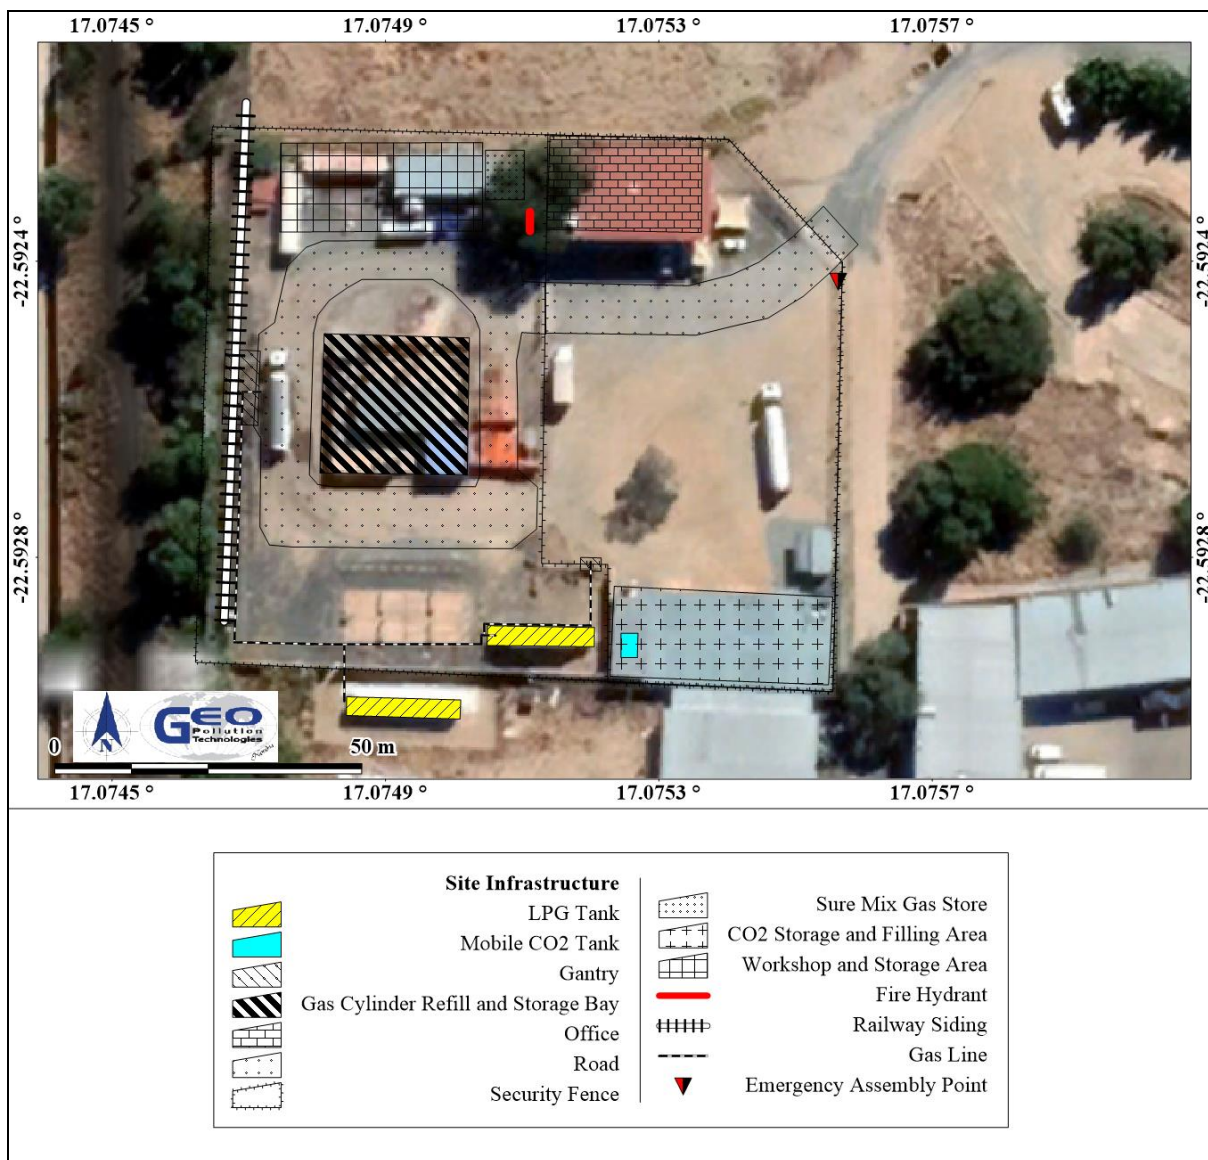 17.0745 °
17.0749 °
17.0753 °
17.0757 °
-22.5924 °
-22.5924 °
-22.5928 °
-22.5928 °
GEO
Pollution
Technologies
N
0
50 m
17.0745 °
17.0749 °
17.0753 °
17.0757 °
Site Infrastructure
LPG Tank
Mobile CO2 Tank
Gantry
Gas Cylinder Refill and Storage Bay
Office
Road
Security Fence
Sure Mix Gas Store
CO2 Storage and Filling Area
Workshop and Storage Area
Fire Hydrant
Railway Siding
Gas Line
Emergency Assembly Point